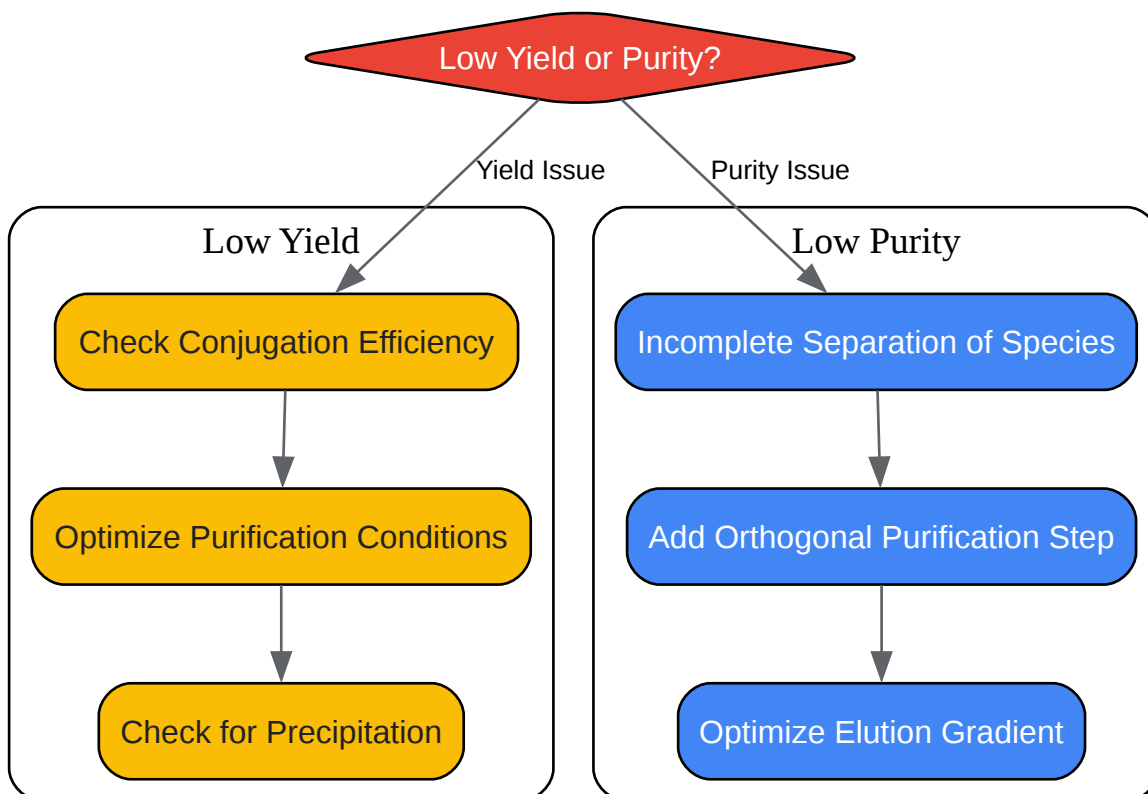 Low Yield or Purity?
Yield Issue
Purity Issue
Low Yield
Check Conjugation Efficiency
Optimize Purification Conditions
Check for Precipitation
Low Purity
Incomplete Separation of Species
Add Orthogonal Purification Step
Optimize Elution Gradient